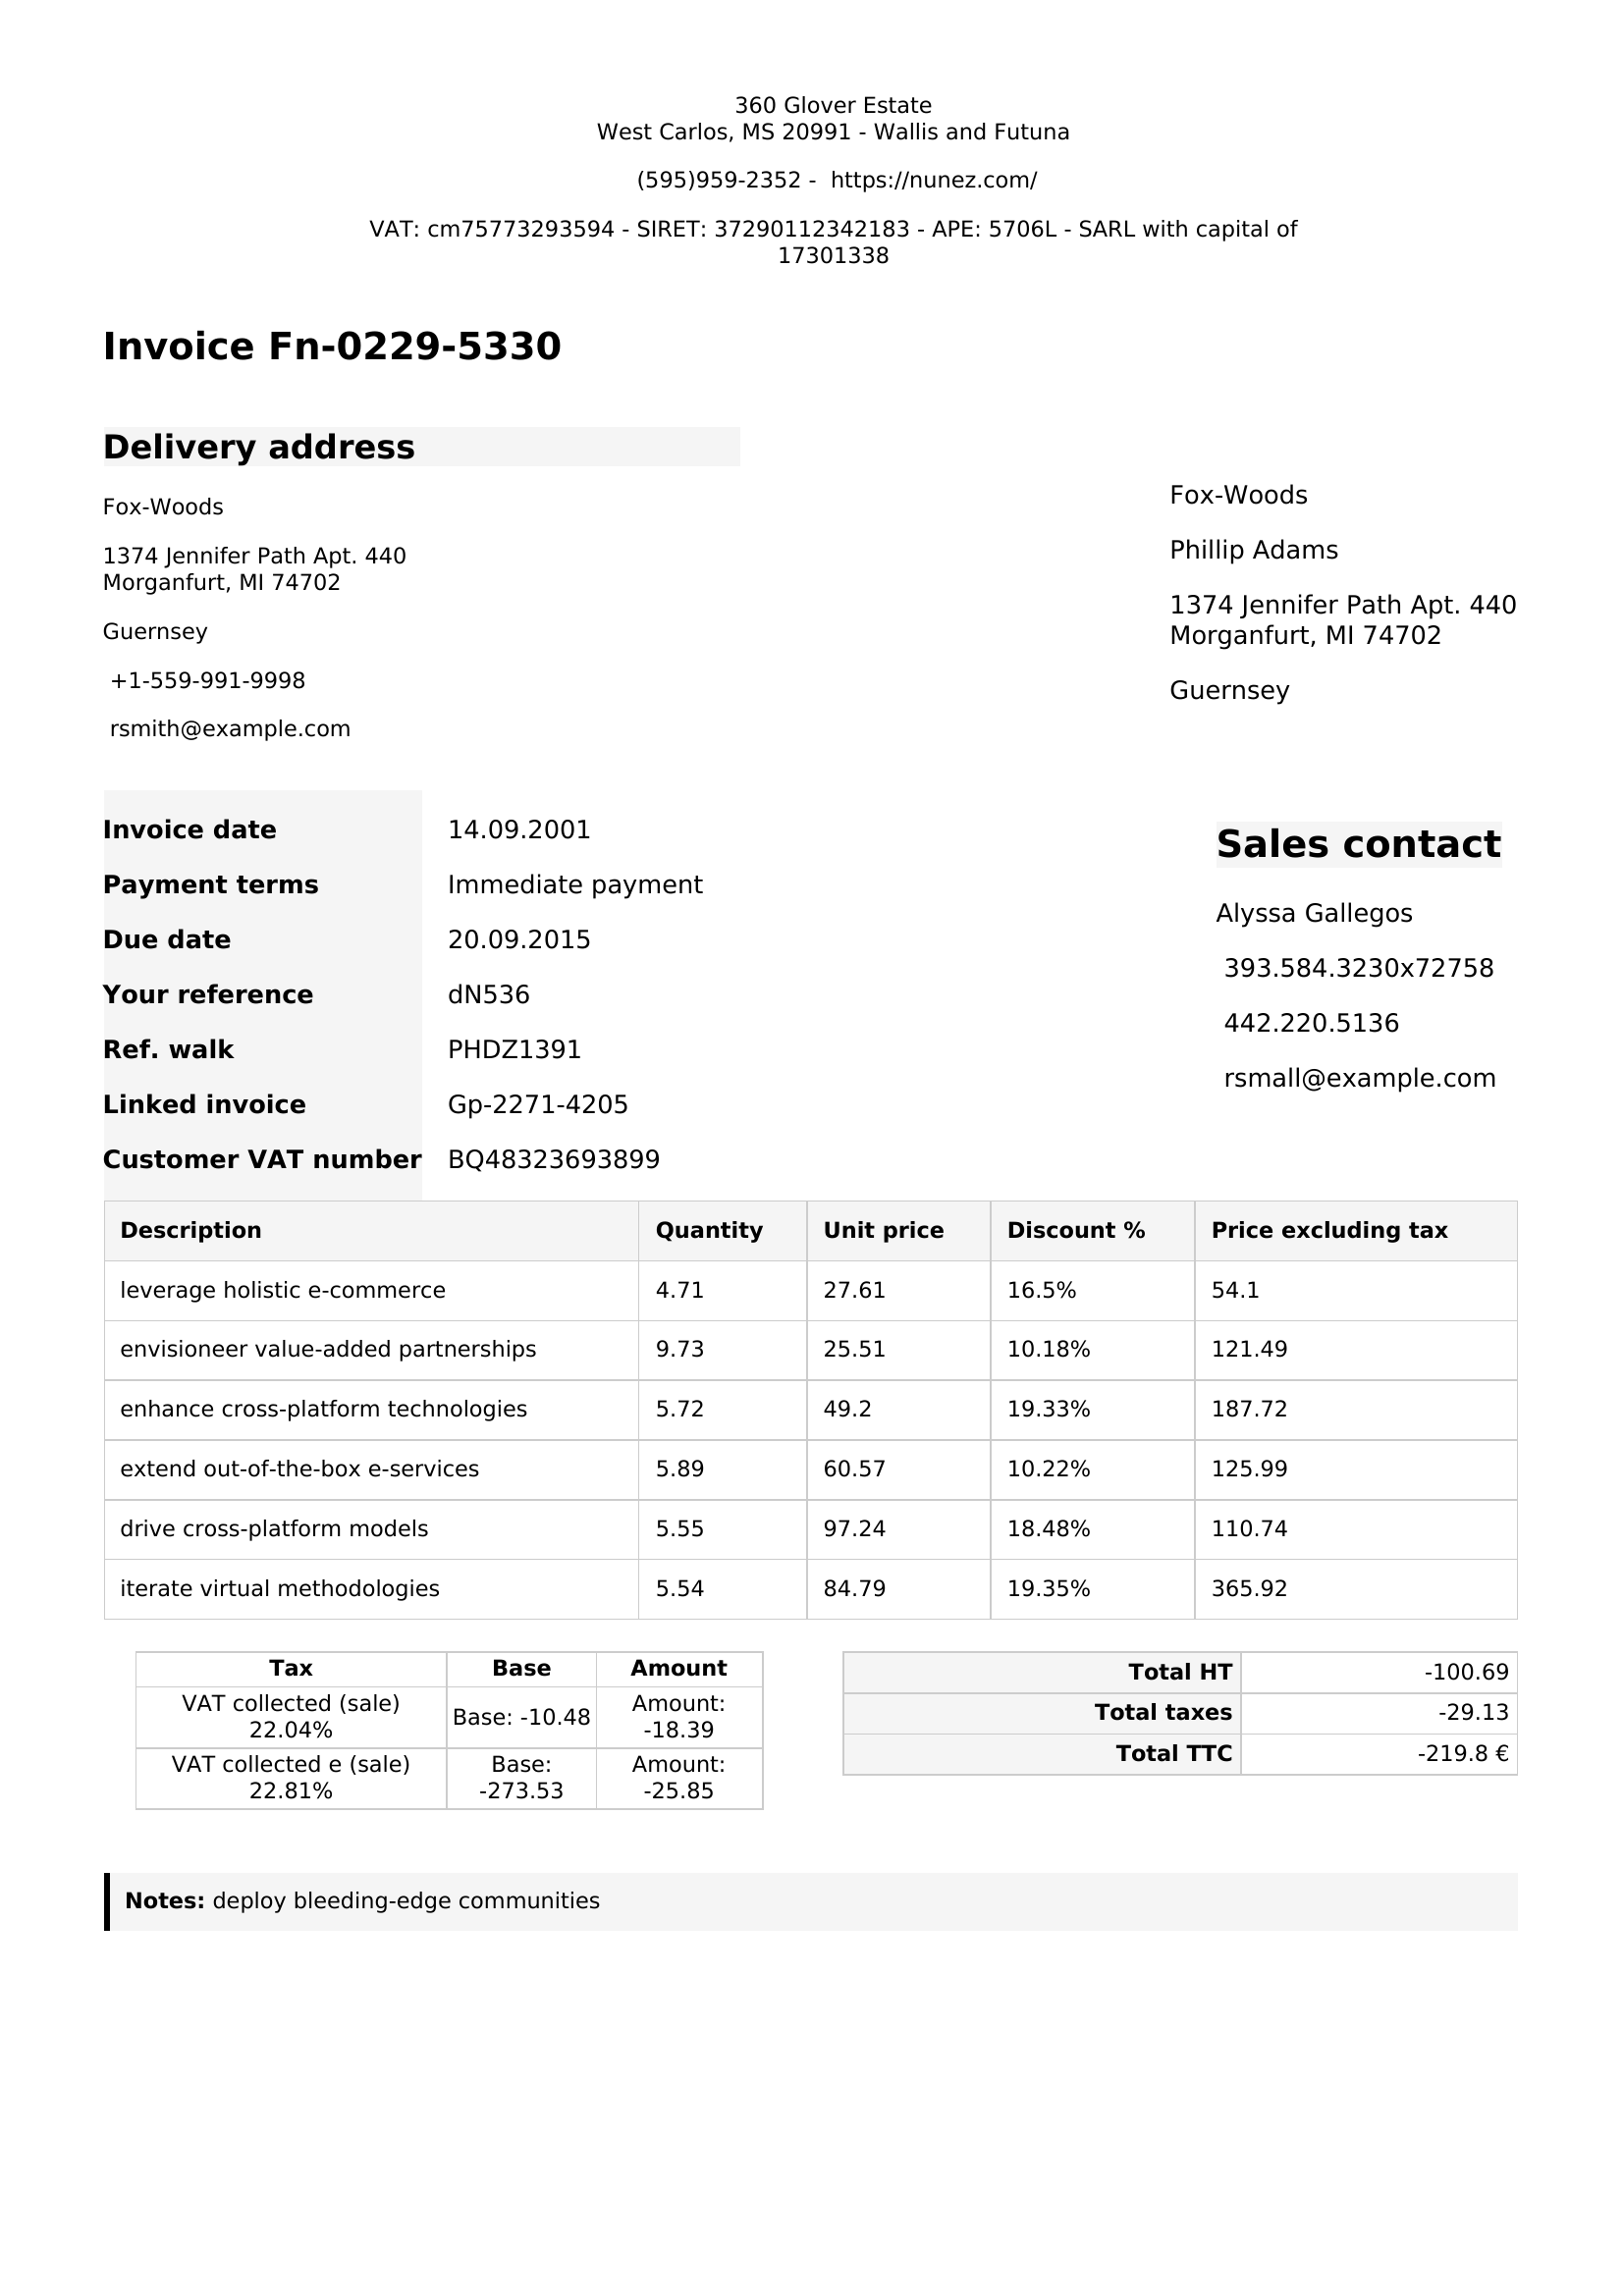 360 Glover Estate
West Carlos, MS 20991 - Wallis and Futuna
(595)959-2352 - https://nunez.com/
VAT: cm75773293594 - SIRET: 37290112342183 - APE: 5706L - SARL with capital of
17301338
Invoice Fn-0229-5330
Delivery address
Fox-Woods
1374 Jennifer Path Apt. 440
Morganfurt, MI 74702
Guernsey
+1-559-991-9998
rsmith@example.com
Fox-Woods
Phillip Adams
1374 Jennifer Path Apt. 440
Morganfurt, MI 74702
Guernsey
Invoice date 14.09.2001
Payment terms Immediate payment
Due date 20.09.2015
Your reference dN536
Ref. walk PHDZ1391
Linked invoice Gp-2271-4205
Customer VAT number BQ48323693899
Sales contact
Alyssa Gallegos
393.584.3230x72758
442.220.5136
rsmall@example.com
Description Quantity Unit price Discount % Price excluding tax
leverage holistic e-commerce 4.71 27.61 16.5% 54.1
envisioneer value-added partnerships 9.73 25.51 10.18% 121.49
enhance cross-platform technologies 5.72 49.2 19.33% 187.72
extend out-of-the-box e-services 5.89 60.57 10.22% 125.99
drive cross-platform models 5.55 97.24 18.48% 110.74
iterate virtual methodologies 5.54 84.79 19.35% 365.92
Tax Base Amount
VAT collected (sale)
22.04%
Base: -10.48
Amount:
-18.39
VAT collected e (sale)
22.81%
Base:
-273.53
Amount:
-25.85
Total HT -100.69
Total taxes -29.13
Total TTC -219.8 €
Notes: deploy bleeding-edge communities